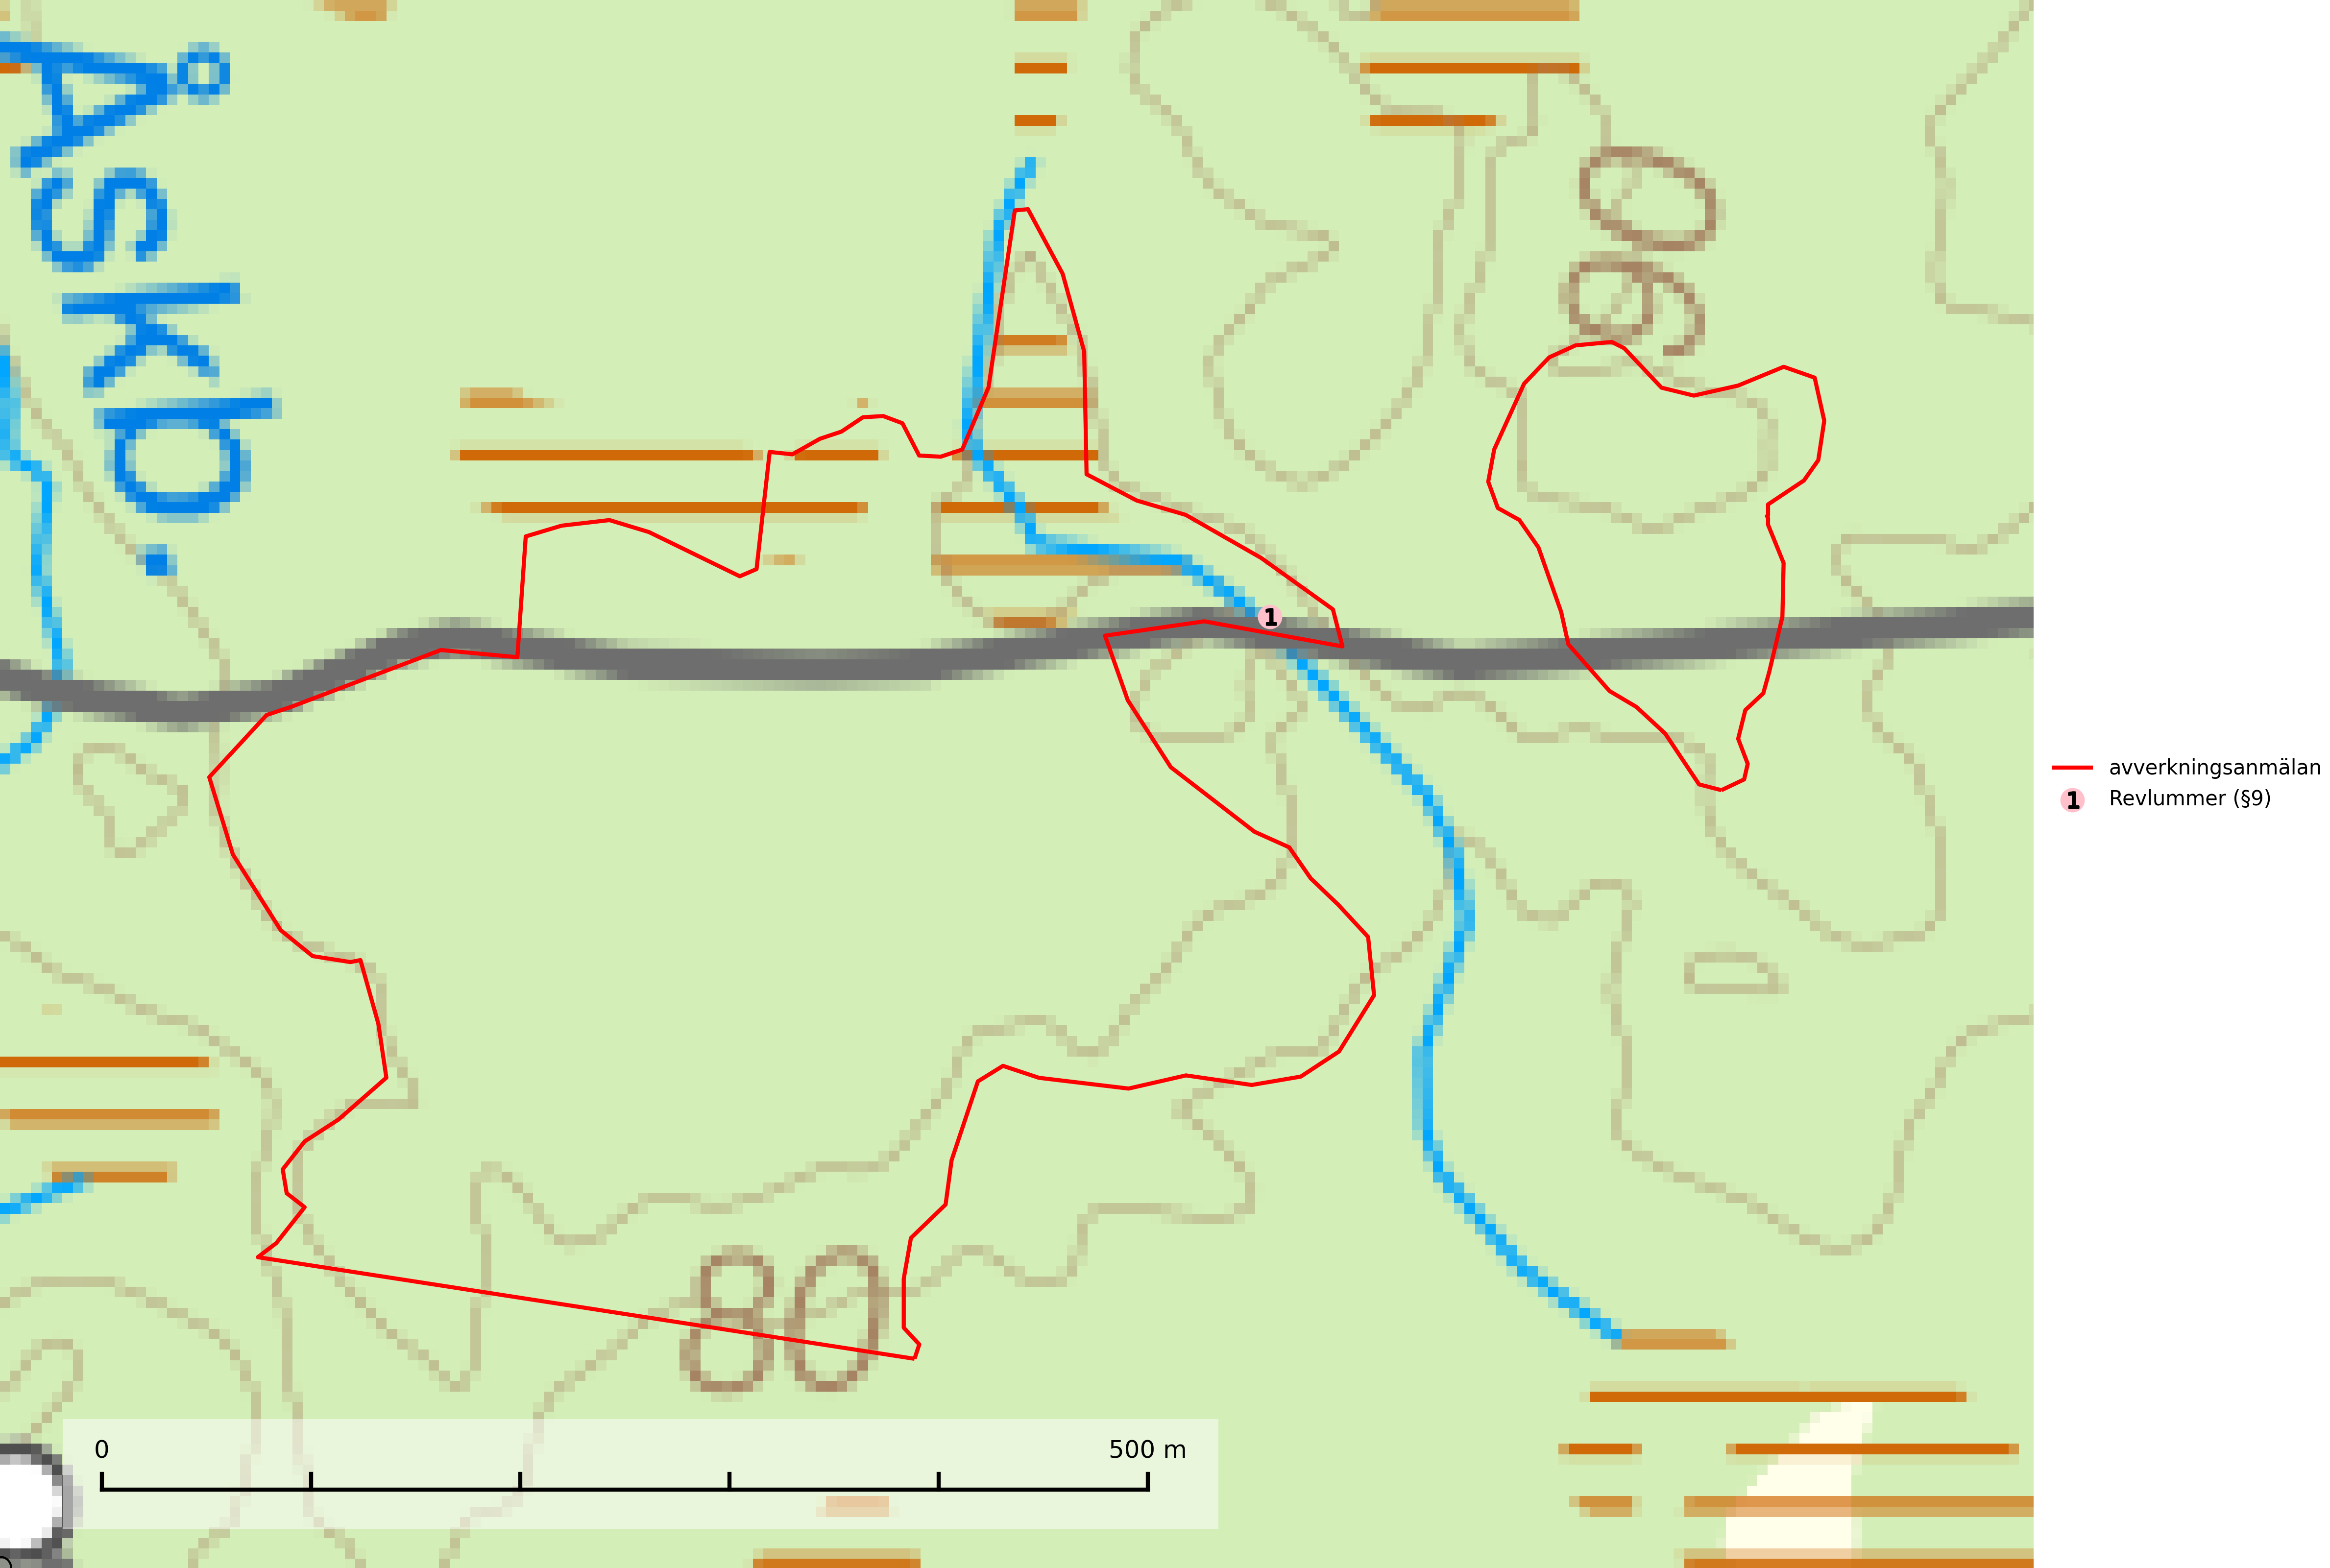 Åskb.
90
1
avverkningsanmälan
1 Revlummer (§9)
80
0 500 m